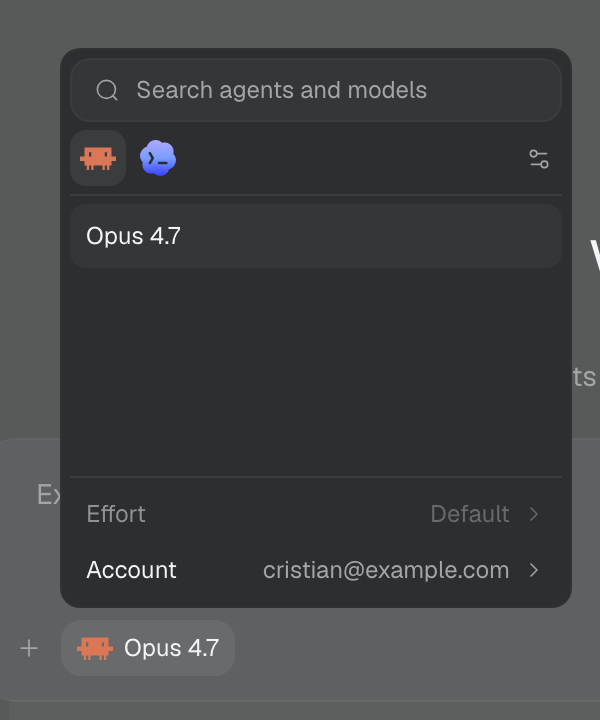 Search agents and models
Opus 4.7
Effort
Default
Account
cristian@example.com
Opus 4.7